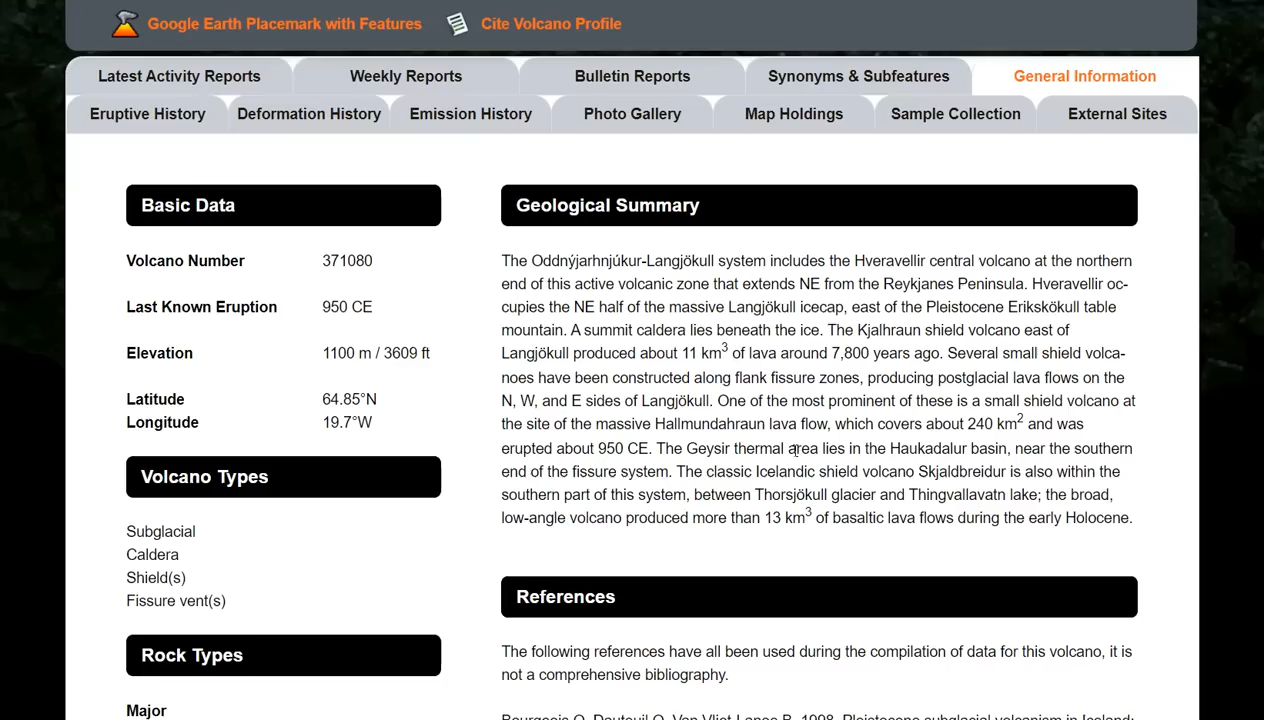 Google Earth Placemark with Features Cite Volcano Profile
Latest Activity Reports Weekly Reports Bulletin Reports Synonyms & Subfeatures General Information
Eruptive History Deformation History Emission History Photo Gallery Map Holdings Sample Collection External Sites
Basic Data
Volcano Number 371080
Last Known Eruption 950 CE
Elevation 1100 m / 3609 ft
Latitude 64.85°N
Longitude 19.7°W
Volcano Types
Subglacial
Caldera
Shield(s)
Fissure vent(s)
Rock Types
Major
Geological Summary
The Oddnýjarhnjúkur-Langjökull system includes the Hveravellir central volcano at the northern
end of this active volcanic zone that extends NE from the Reykjanes Peninsula. Hveravellir oc-
cupies the NE half of the massive Langjökull icecap, east of the Pleistocene Erikskökull table
mountain. A summit caldera lies beneath the ice. The Kjalhraun shield volcano east of
Langjökull produced about 11 km3 of lava around 7,800 years ago. Several small shield volca-
noes have been constructed along flank fissure zones, producing postglacial lava flows on the
N, W, and E sides of Langjökull. One of the most prominent of these is a small shield volcano at
the site of the massive Hallmundahraun lava flow, which covers about 240 km2 and was
erupted about 950 CE. The Geysir thermal area lies in the Haukadalur basin, near the southern
end of the fissure system. The classic Icelandic shield volcano Skjaldbreidur is also within the
southern part of this system, between Thorsjökull glacier and Thingvallavatn lake; the broad,
low-angle volcano produced more than 13 km3 of basaltic lava flows during the early Holocene.
References
The following references have all been used during the compilation of data for this volcano, it is
not a comprehensive bibliography.
Bourgeois O, Dauteuil O, Van Vliet-Lanoe B, 1998. Pleistocene subglacial volcanism in Iceland: